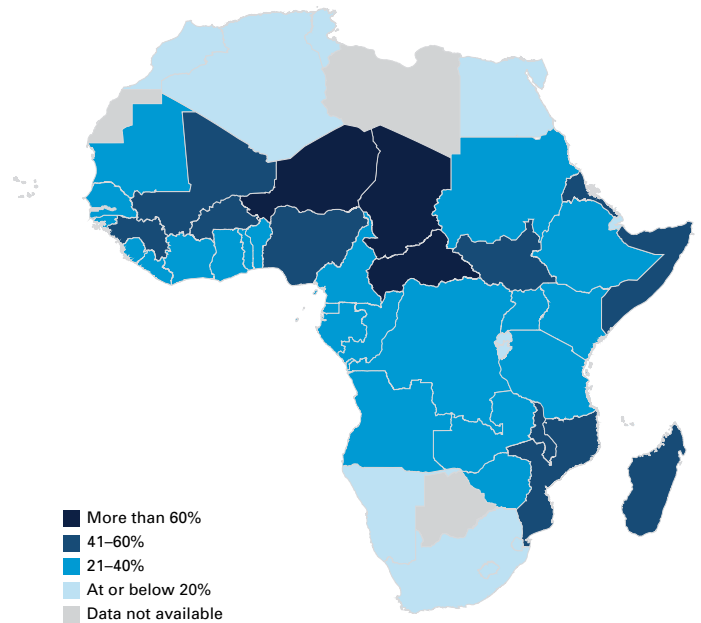 More than 60%
41–60%
21–40%
At or below 20%
Data not available